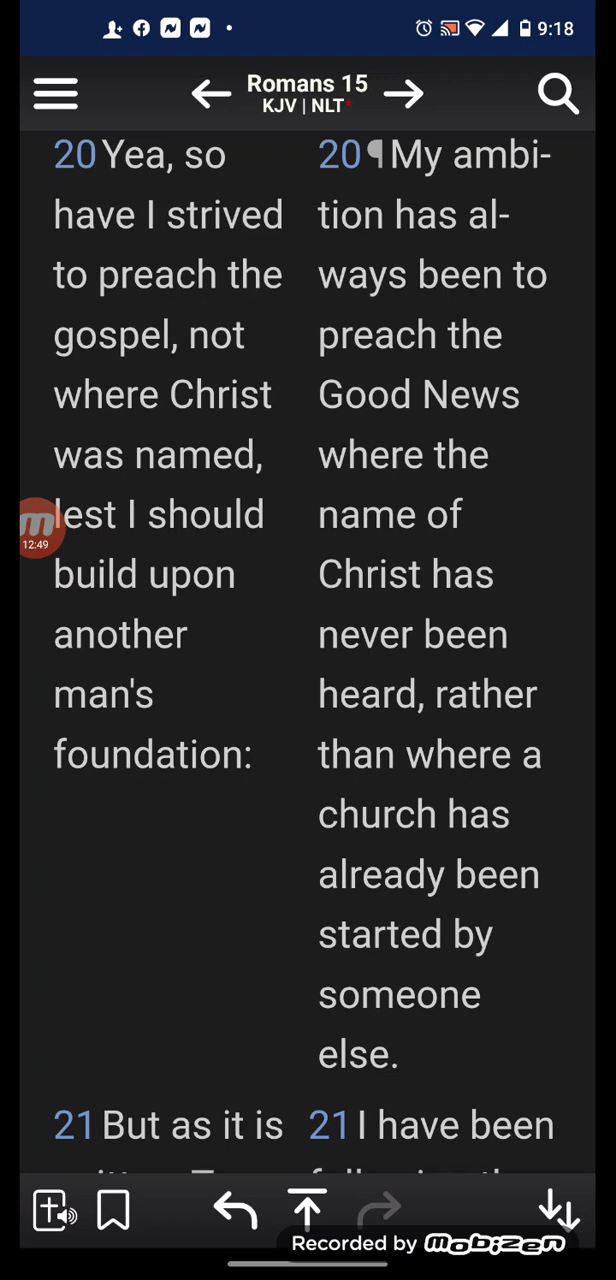 9:18
Romans 15
KJV | NLT*
20 Yea, so
have I strived
to preach the
gospel, not
where Christ
was named,
lest I should
build upon
another
man's
foundation:
20 ¶ My ambi-
tion has al-
ways been to
preach the
Good News
where the
name of
Christ has
never been
heard, rather
than where a
church has
already been
started by
someone
else.
21 But as it is
21 I have been
12:49
Recorded by mobizen